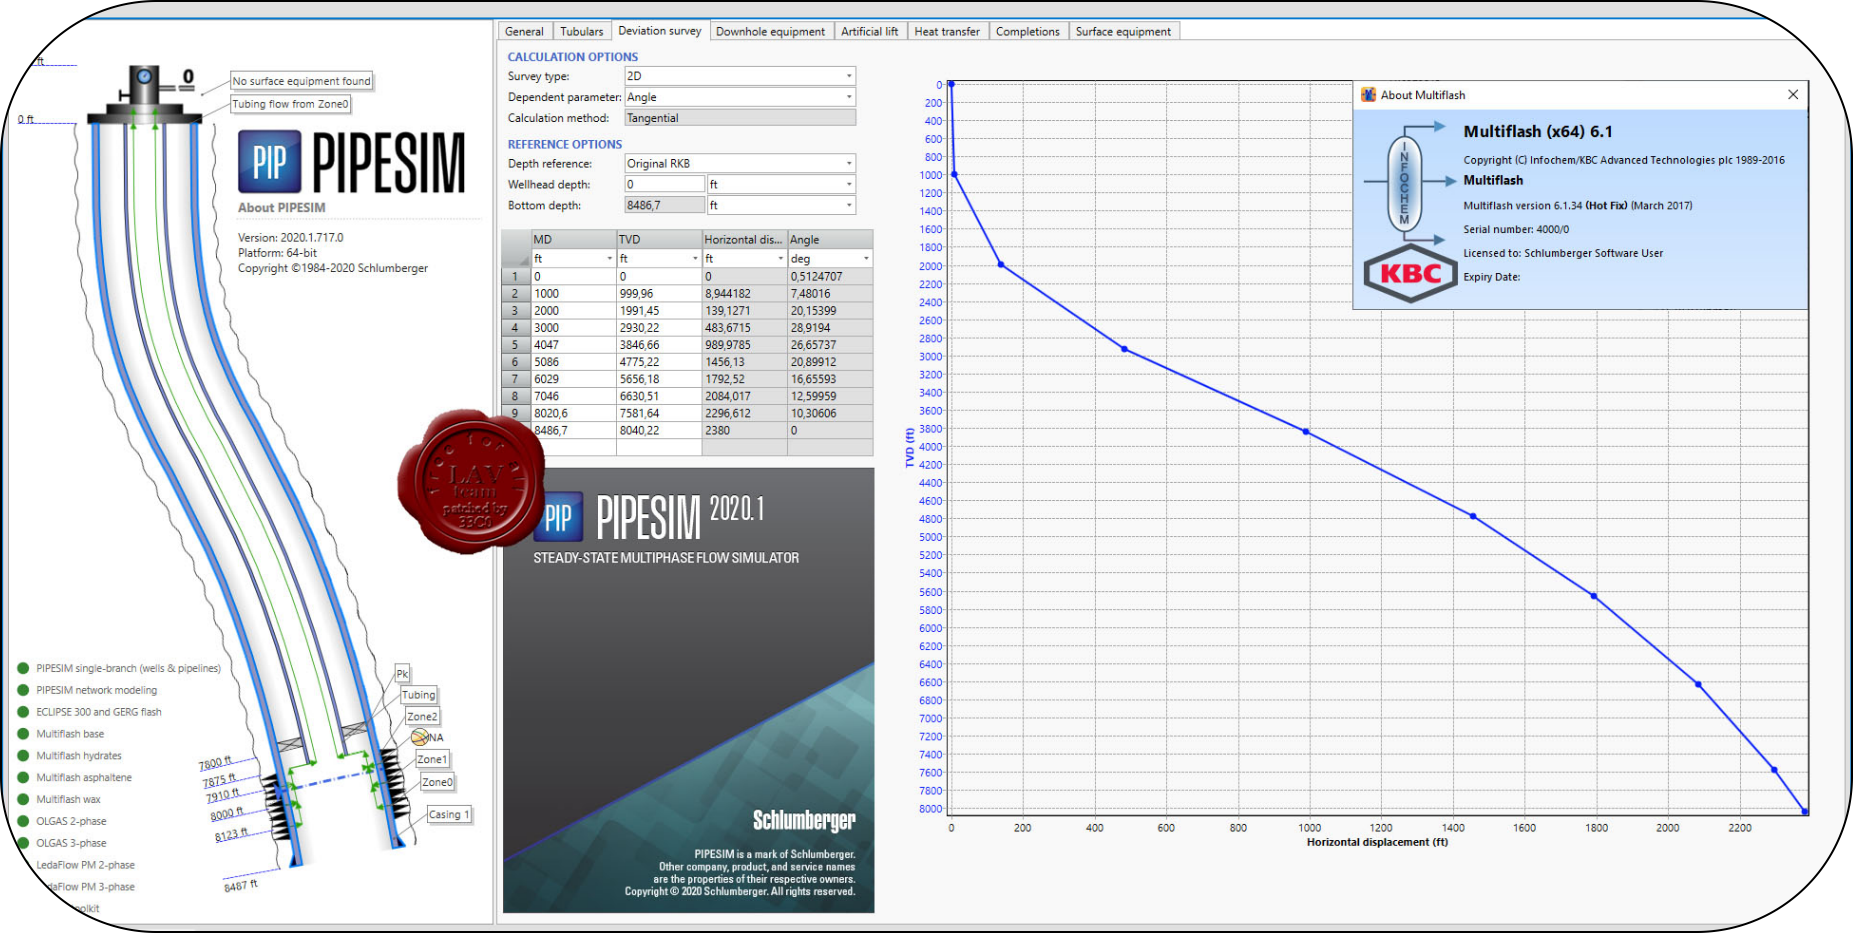 ft
0
No surface equipment found
Tubing flow from Zone0
0 ft
PIP PIPESIM
About PIPESIM
Version: 2020.1.717.0
Platform: 64-bit
Copyright ©1984-2020 Schlumberger
Pk
Tubing
Zone2
NA
Zone1
Zone0
Casing 1
7800 ft
7875 ft
7910 ft
8000 ft
8123 ft
8487 ft
PIPESIM single-branch (wells & pipelines)
PIPESIM network modeling
ECLIPSE 300 and GERG flash
Multiflash base
Multiflash hydrates
Multiflash asphaltene
Multiflash wax
OLGAS 2-phase
OLGAS 3-phase
LedaFlow PM 2-phase
edaFlow PM 3-phase
olkit
General Tubulars Deviation survey Downhole equipment Artificial lift Heat transfer Completions Surface equipment
CALCULATION OPTIONS
Survey type: 2D
Dependent parameter: Angle
Calculation method: Tangential
REFERENCE OPTIONS
Depth reference: Original RKB
Wellhead depth: 0 ft
Bottom depth: 8486,7 ft
MD TVD Horizontal dis... Angle
ft ft ft deg
1 0 0 0 0,5124707
2 1000 999,96 8,944182 7,48016
3 2000 1991,45 139,1271 20,15399
4 3000 2930,22 483,6715 28,9194
5 4047 3846,66 989,9785 26,65737
6 5086 4775,22 1456,13 20,89912
7 6029 5656,18 1792,52 16,65593
8 7046 6630,51 2084,017 12,59959
9 8020,6 7581,64 2296,612 10,30606
8486,7 8040,22 2380 0
LAV
team
patched by
33C0
PIP PIPESIM 2020.1
STEADY-STATE MULTIPHASE FLOW SIMULATOR
Schlumberger
PIPESIM is a mark of Schlumberger.
Other company, product, and service names
are the properties of their respective owners.
Copyright © 2020 Schlumberger. All rights reserved.
TVD (ft)
0
200
400
600
800
1000
1200
1400
1600
1800
2000
2200
2400
2600
2800
3000
3200
3400
3600
3800
4000
4200
4400
4600
4800
5000
5200
5400
5600
5800
6000
6200
6400
6600
6800
7000
7200
7400
7600
7800
8000
0 200 400 600 800 1000 1200 1400 1600 1800 2000 2200
Horizontal displacement (ft)
About Multiflash
INFOCHEM
KBC
Multiflash (x64) 6.1
Copyright (C) Infochem/KBC Advanced Technologies plc 1989-2016
Multiflash
Multiflash version 6.1.34 (Hot Fix) (March 2017)
Serial number: 4000/0
Licensed to: Schlumberger Software User
Expiry Date: